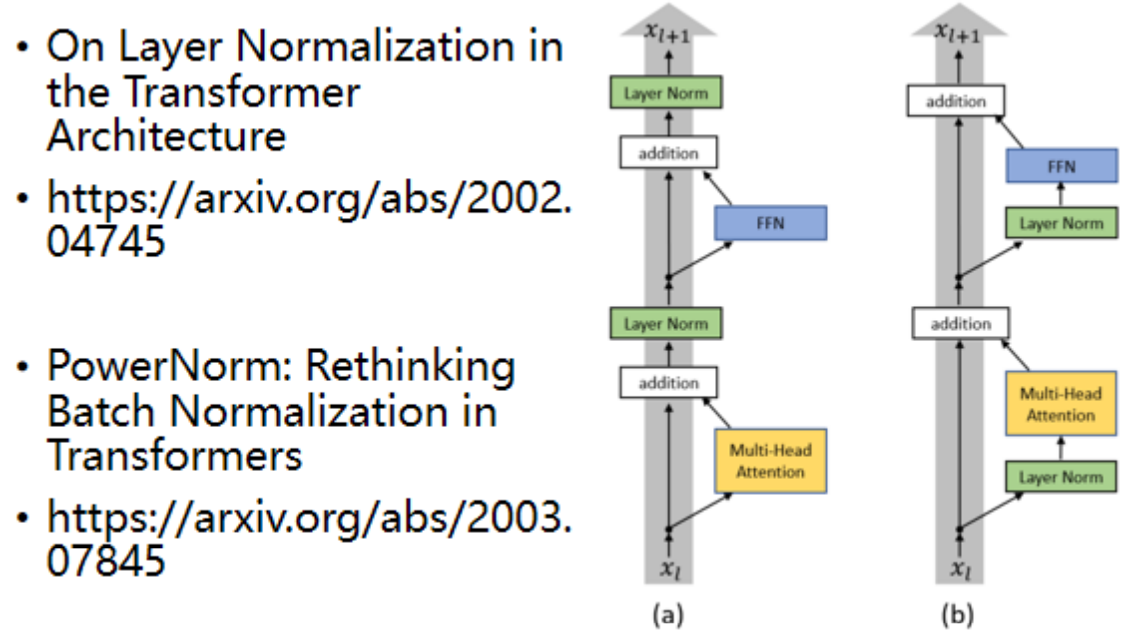 • On Layer Normalization in
the Transformer
Architecture
• https://arxiv.org/abs/2002.
04745
• PowerNorm: Rethinking
Batch Normalization in
Transformers
• https://arxiv.org/abs/2003.
07845
x_{l+1}
Layer Norm
addition
FFN
Layer Norm
addition
Multi-Head
Attention
x_l
(a)
x_{l+1}
addition
FFN
Layer Norm
addition
Multi-Head
Attention
Layer Norm
x_l
(b)